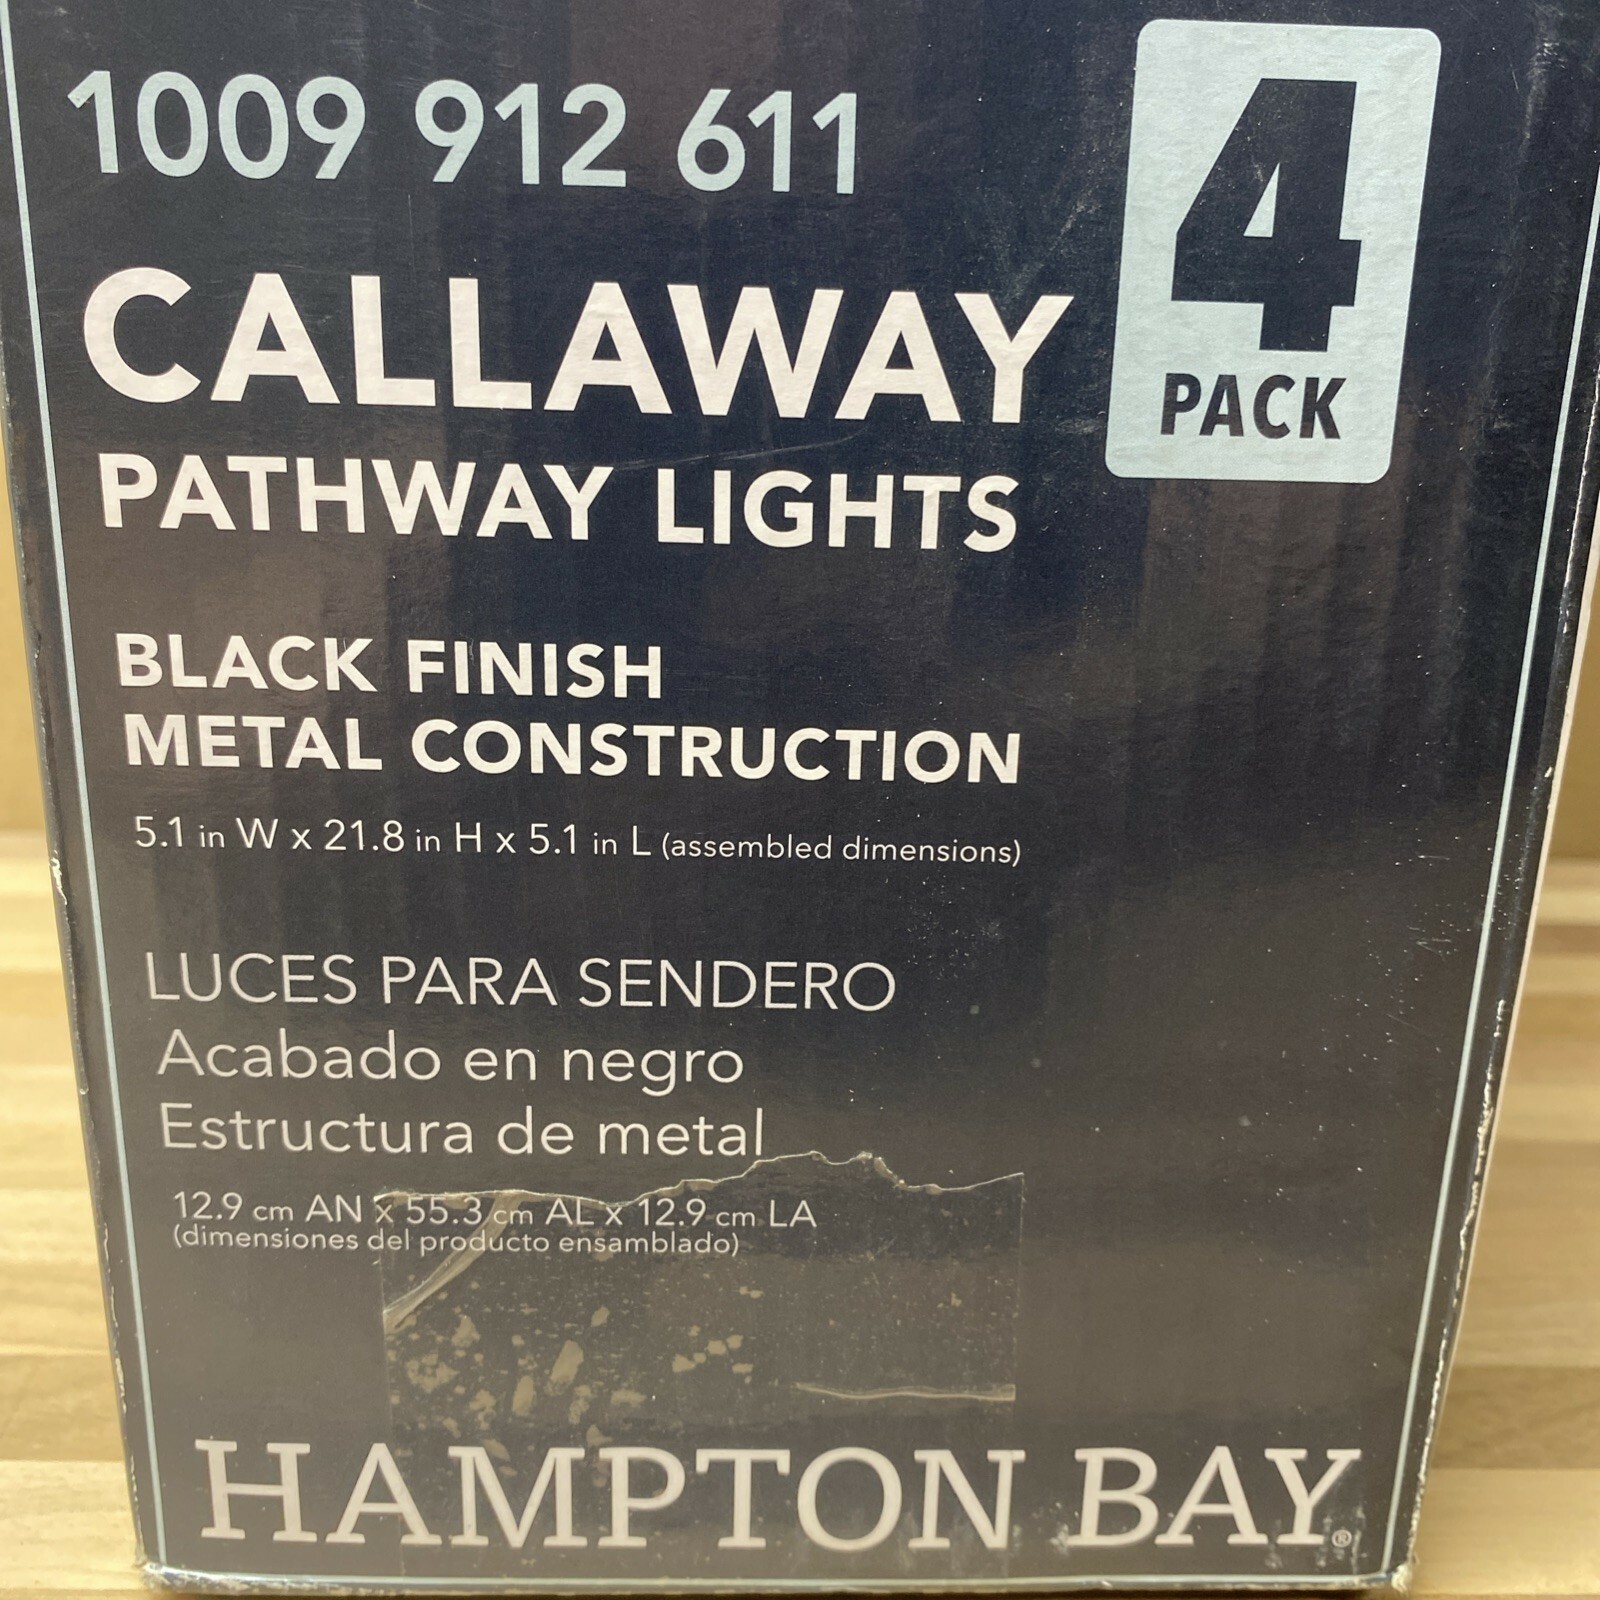 1009 912 611
4
PACK
CALLAWAY
PATHWAY LIGHTS
BLACK FINISH
METAL CONSTRUCTION
5.1 in W x 21.8 in H x 5.1 in L (assembled dimensions)
LUCES PARA SENDERO
Acabado en negro
Estructura de metal
12.9 cm AN x 55.3 cm AL x 12.9 cm LA
(dimensiones del producto ensamblado)
HAMPTON BAY®